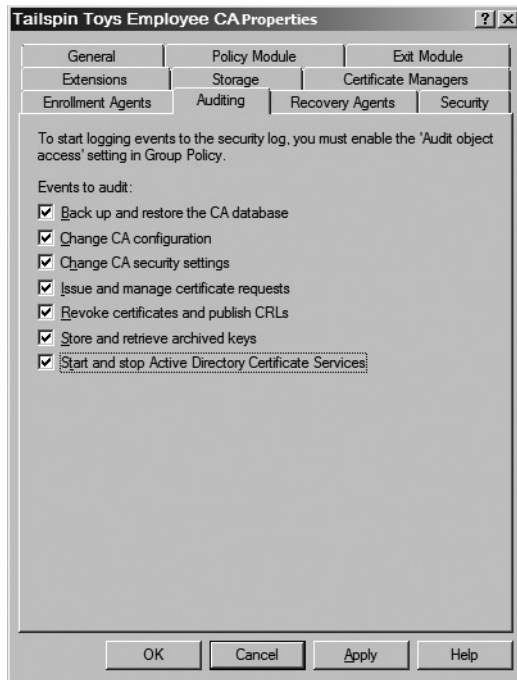 Tailspin Toys Employee CA Properties
General Policy Module Exit Module
Extensions Storage Certificate Managers
Enrollment Agents Auditing Recovery Agents Security
To start logging events to the security log, you must enable the 'Audit object
access' setting in Group Policy.
Events to audit:
Back up and restore the CA database
Change CA configuration
Change CA security settings
Issue and manage certificate requests
Revoke certificates and publish CRLs
Store and retrieve archived keys
Start and stop Active Directory Certificate Services
OK Cancel Apply Help